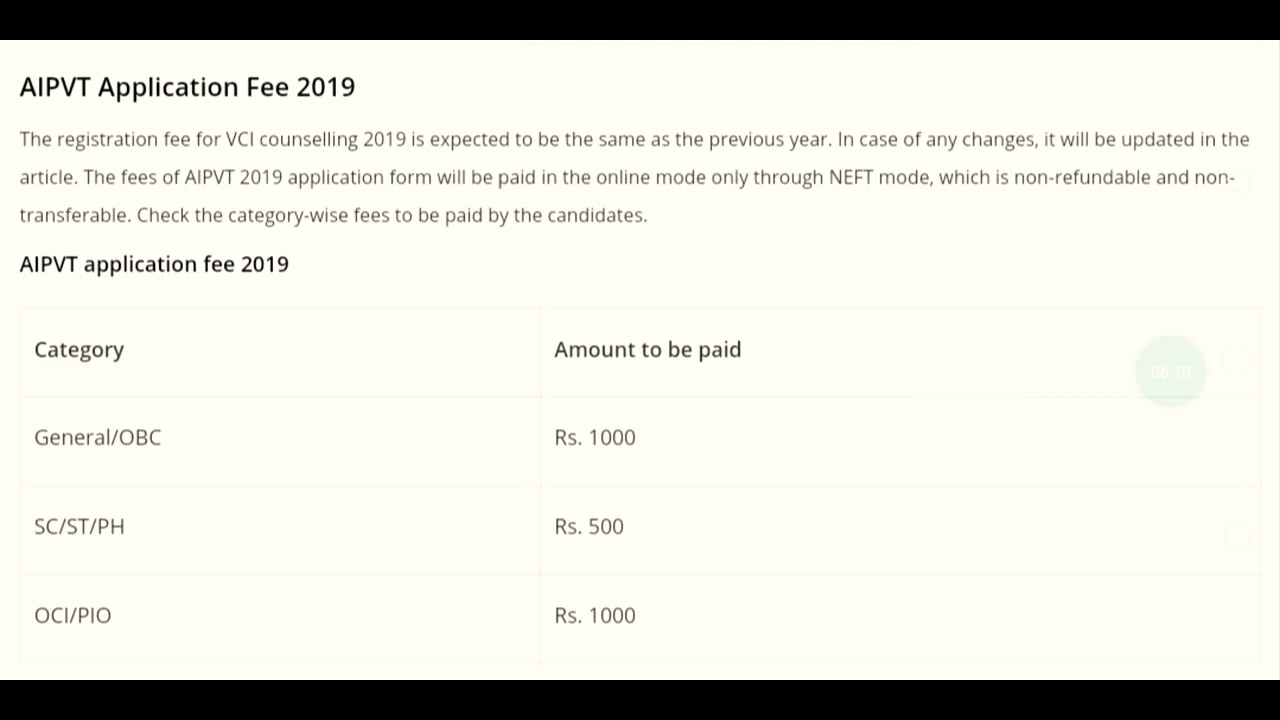 AIPVT Application Fee 2019
The registration fee for VCI counselling 2019 is expected to be the same as the previous year. In case of any changes, it will be updated in the
article. The fees of AIPVT 2019 application form will be paid in the online mode only through NEFT mode, which is non-refundable and non-
transferable. Check the category-wise fees to be paid by the candidates.
AIPVT application fee 2019
Category Amount to be paid
General/OBC Rs. 1000
SC/ST/PH Rs. 500
OCI/PIO Rs. 1000